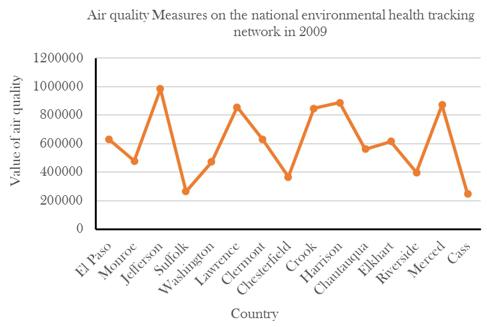 Air quality Measures on the national environmental health tracking
network in 2009
Value of air quality
1200000
1000000
800000
600000
400000
200000
0
El Paso
Monroe
Jefferson
Suffolk
Washington
Lawrence
Clermont
Chesterfield
Crook
Harrison
Chautauqua
Elkhart
Riverside
Merced
Cass
Country